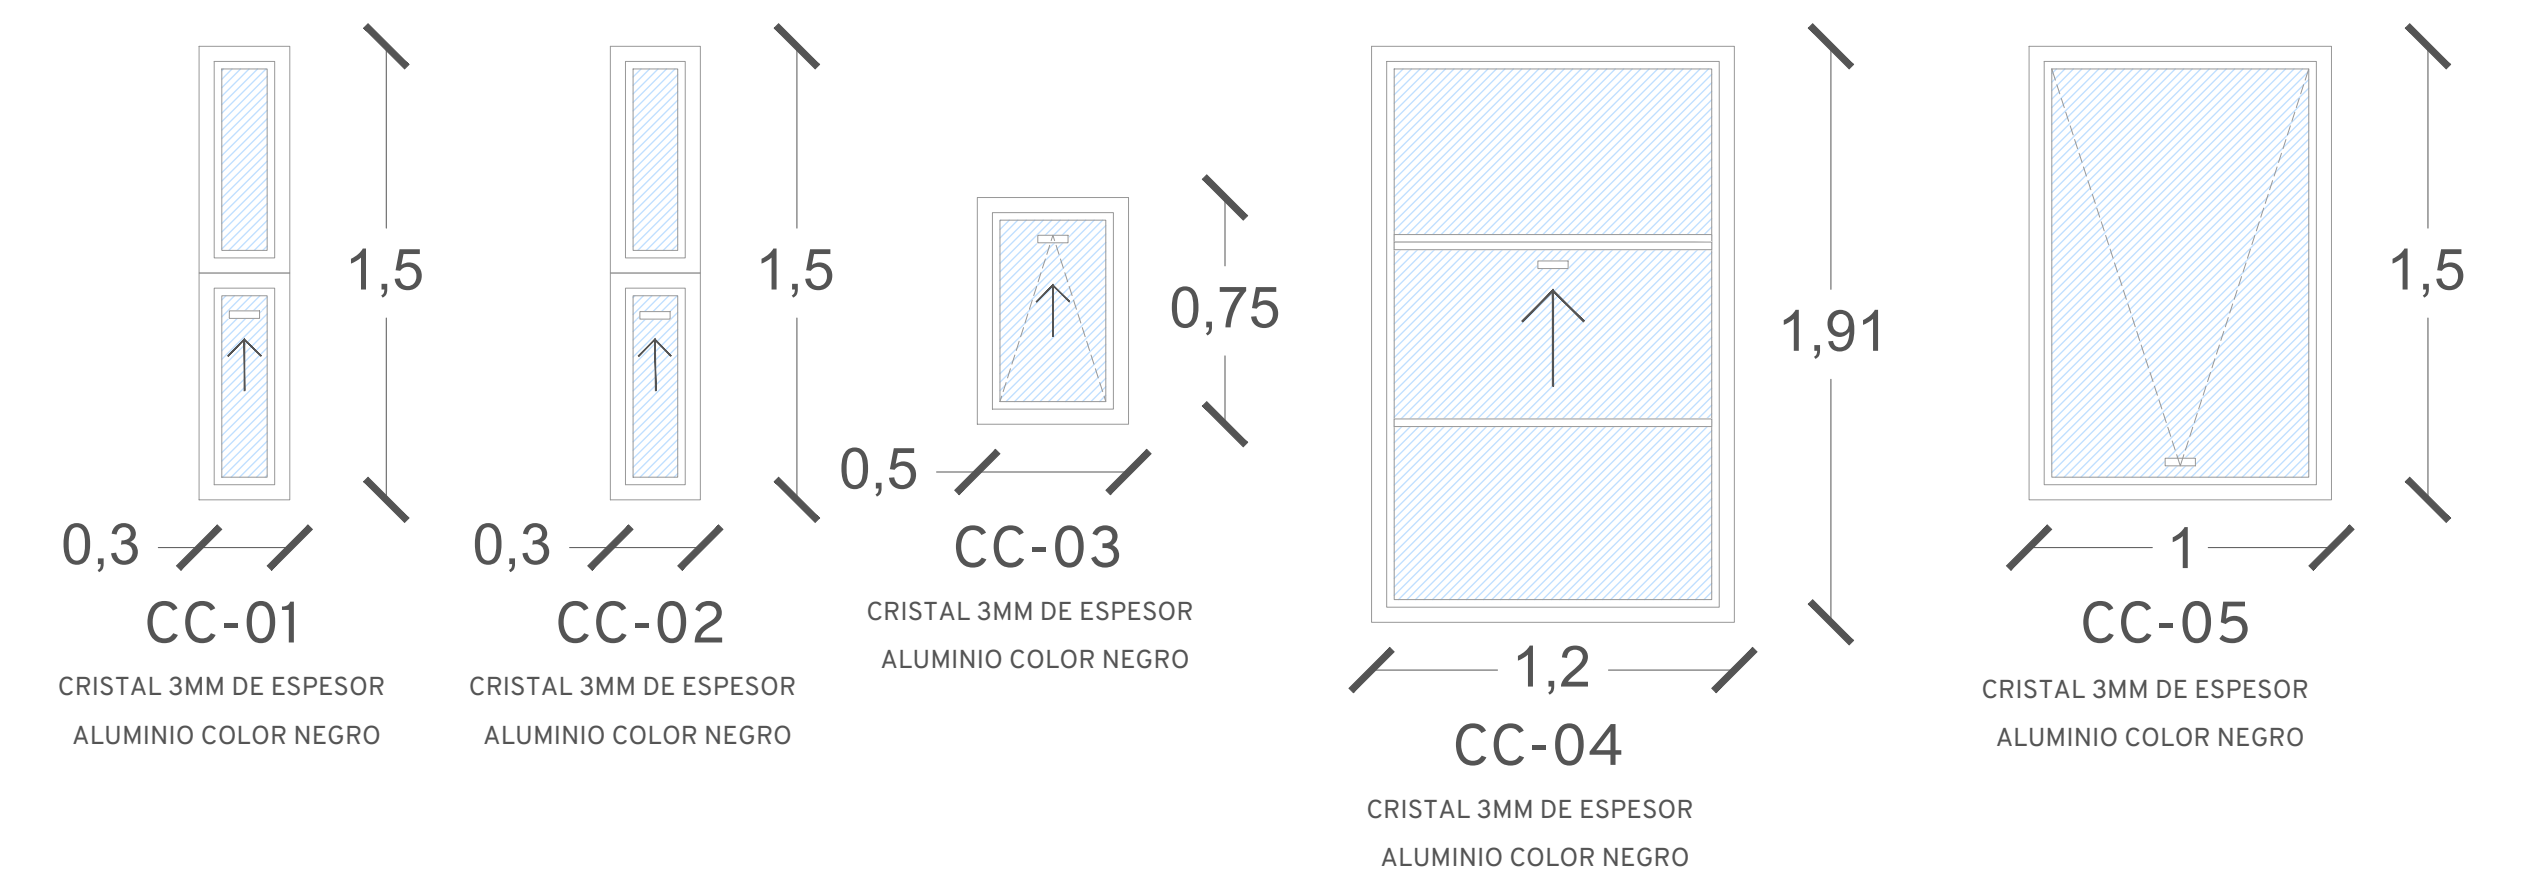 1,5
0,3
CC-01
CRISTAL 3MM DE ESPESOR
ALUMINIO COLOR NEGRO
1,5
0,3
CC-02
CRISTAL 3MM DE ESPESOR
ALUMINIO COLOR NEGRO
0,75
0,5
CC-03
CRISTAL 3MM DE ESPESOR
ALUMINIO COLOR NEGRO
1,91
1,2
CC-04
CRISTAL 3MM DE ESPESOR
ALUMINIO COLOR NEGRO
1,5
1
CC-05
CRISTAL 3MM DE ESPESOR
ALUMINIO COLOR NEGRO